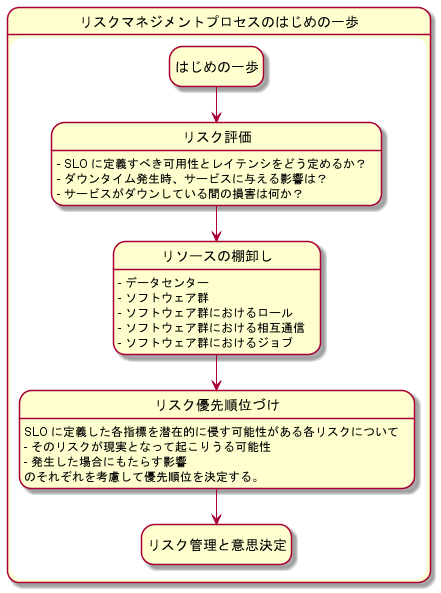 リスクマネジメントプロセスのはじめの一歩
はじめの一歩
リスク評価
- SLO に定義すべき可用性とレイテンシをどう定めるか？
- ダウンタイム発生時、サービスに与える影響は？
- サービスがダウンしている間の損害は何か？
リソースの棚卸し
- データセンター
- ソフトウェア群
- ソフトウェア群におけるロール
- ソフトウェア群における相互通信
- ソフトウェア群におけるジョブ
リスク優先順位づけ
SLO に定義した各指標を潜在的に侵す可能性がある各リスクについて
- そのリスクが現実となって起こりうる可能性
- 発生した場合にもたらす影響
のそれぞれを考慮して優先順位を決定する。
リスク管理と意思決定